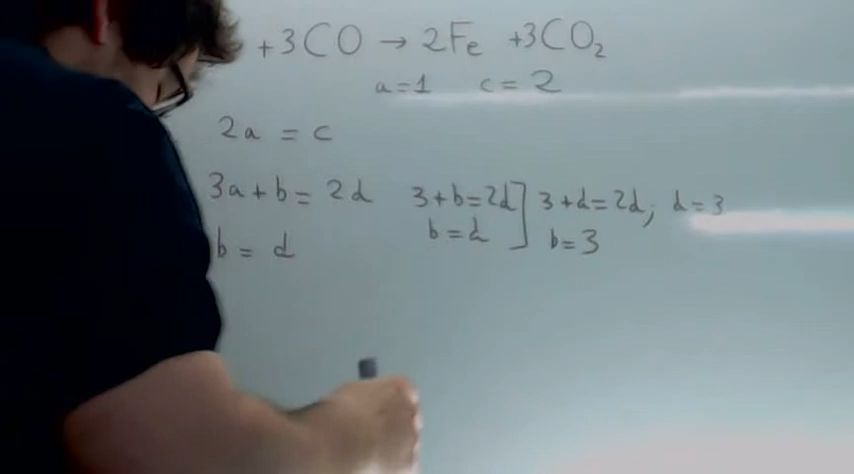 +3CO → 2Fe +3CO₂
a=1 c=2
2a = c
3a+b= 2d 3+b=2d] 3+d=2d; d=3
b= d b=d b=3